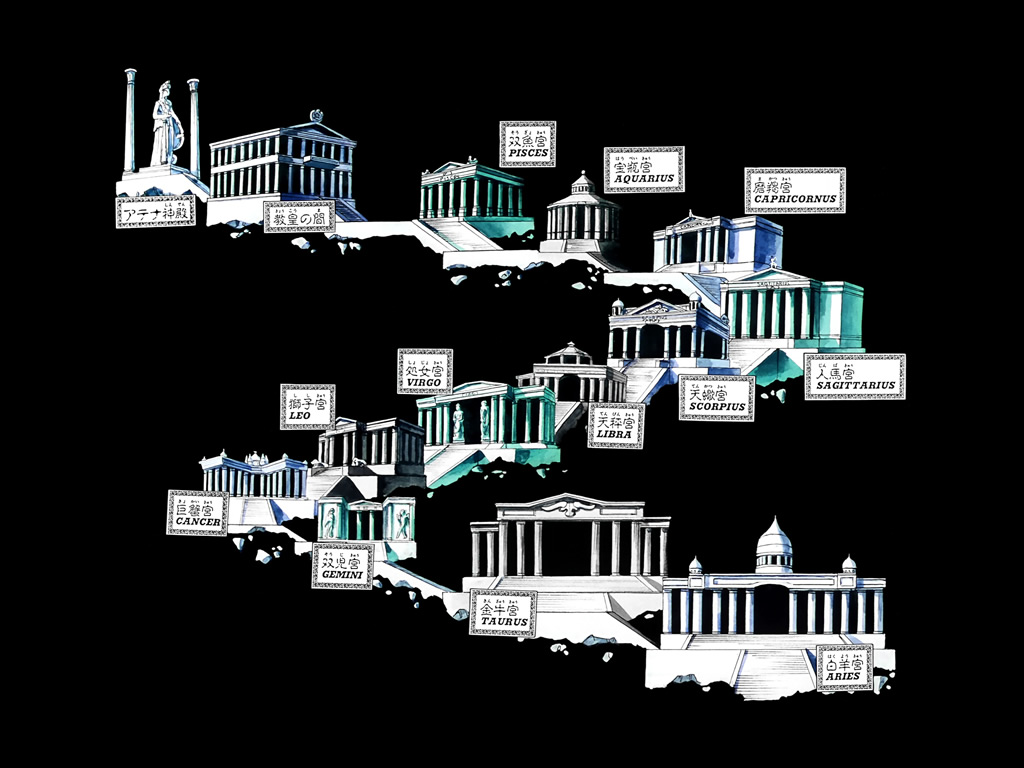 双魚宮
PISCES
宝瓶宮
AQUARIUS
磨羯宮
CAPRICORNUS
アテナ神殿
教皇の間
人馬宮
SAGITTARIUS
処女宮
VIRGO
天蠍宮
SCORPIUS
獅子宮
LEO
天秤宮
LIBRA
巨蟹宮
CANCER
双児宮
GEMINI
金牛宮
TAURUS
白羊宮
ARIES